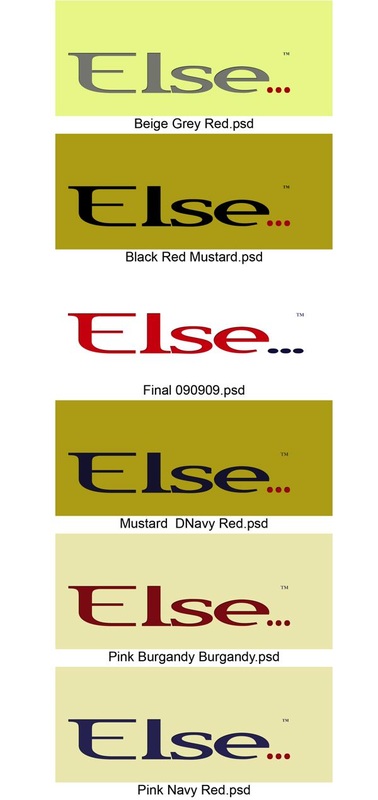 Else...™
Beige Grey Red.psd
Else...™
Black Red Mustard.psd
Else...™
Final 090909.psd
Else...™
Mustard  DNavy Red.psd
Else...™
Pink Burgandy Burgandy.psd
Else...™
Pink Navy Red.psd